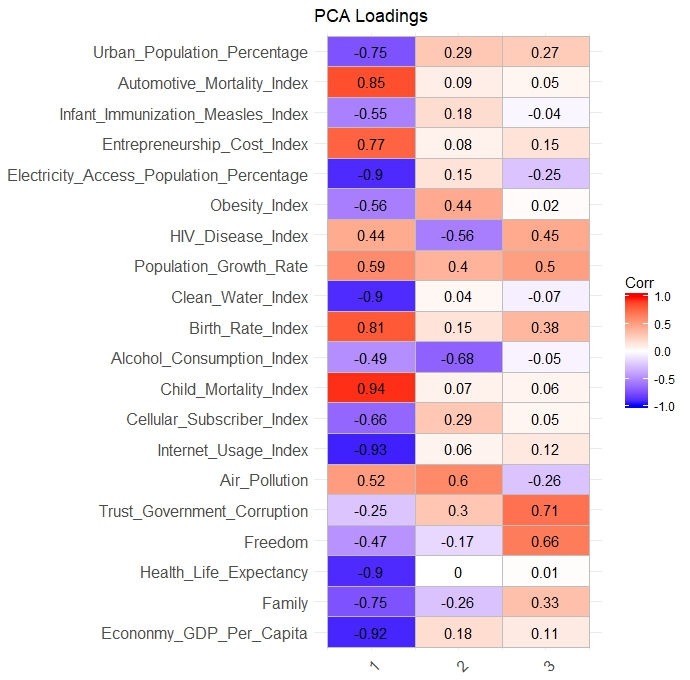 PCA Loadings
Urban_Population_Percentage -0.75 0.29 0.27
Automotive_Mortality_Index 0.85 0.09 0.05
Infant_Immunization_Measles_Index -0.55 0.18 -0.04
Entrepreneurship_Cost_Index 0.77 0.08 0.15
Electricity_Access_Population_Percentage -0.9 0.15 -0.25
Obesity_Index -0.56 0.44 0.02
HIV_Disease_Index 0.44 -0.56 0.45
Population_Growth_Rate 0.59 0.4 0.5
Clean_Water_Index -0.9 0.04 -0.07
Birth_Rate_Index 0.81 0.15 0.38
Alcohol_Consumption_Index -0.49 -0.68 -0.05
Child_Mortality_Index 0.94 0.07 0.06
Cellular_Subscriber_Index -0.66 0.29 0.05
Internet_Usage_Index -0.93 0.06 0.12
Air_Pollution 0.52 0.6 -0.26
Trust_Government_Corruption -0.25 0.3 0.71
Freedom -0.47 -0.17 0.66
Health_Life_Expectancy -0.9 0 0.01
Family -0.75 -0.26 0.33
Econonmy_GDP_Per_Capita -0.92 0.18 0.11
1 2 3
Corr
1.0
0.5
0.0
-0.5
-1.0